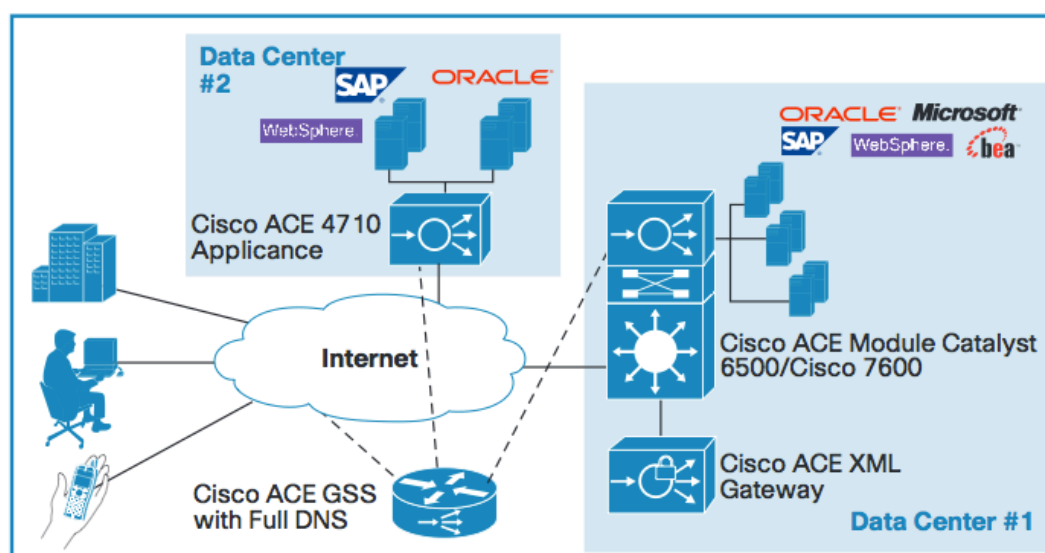 Data Center
#2
SAP
ORACLE
WebSphere.
Cisco ACE 4710
Applicance
ORACLE Microsoft
SAP WebSphere. bea
Internet
Cisco ACE Module Catalyst
6500/Cisco 7600
Cisco ACE XML
Gateway
Cisco ACE GSS
with Full DNS
Data Center #1